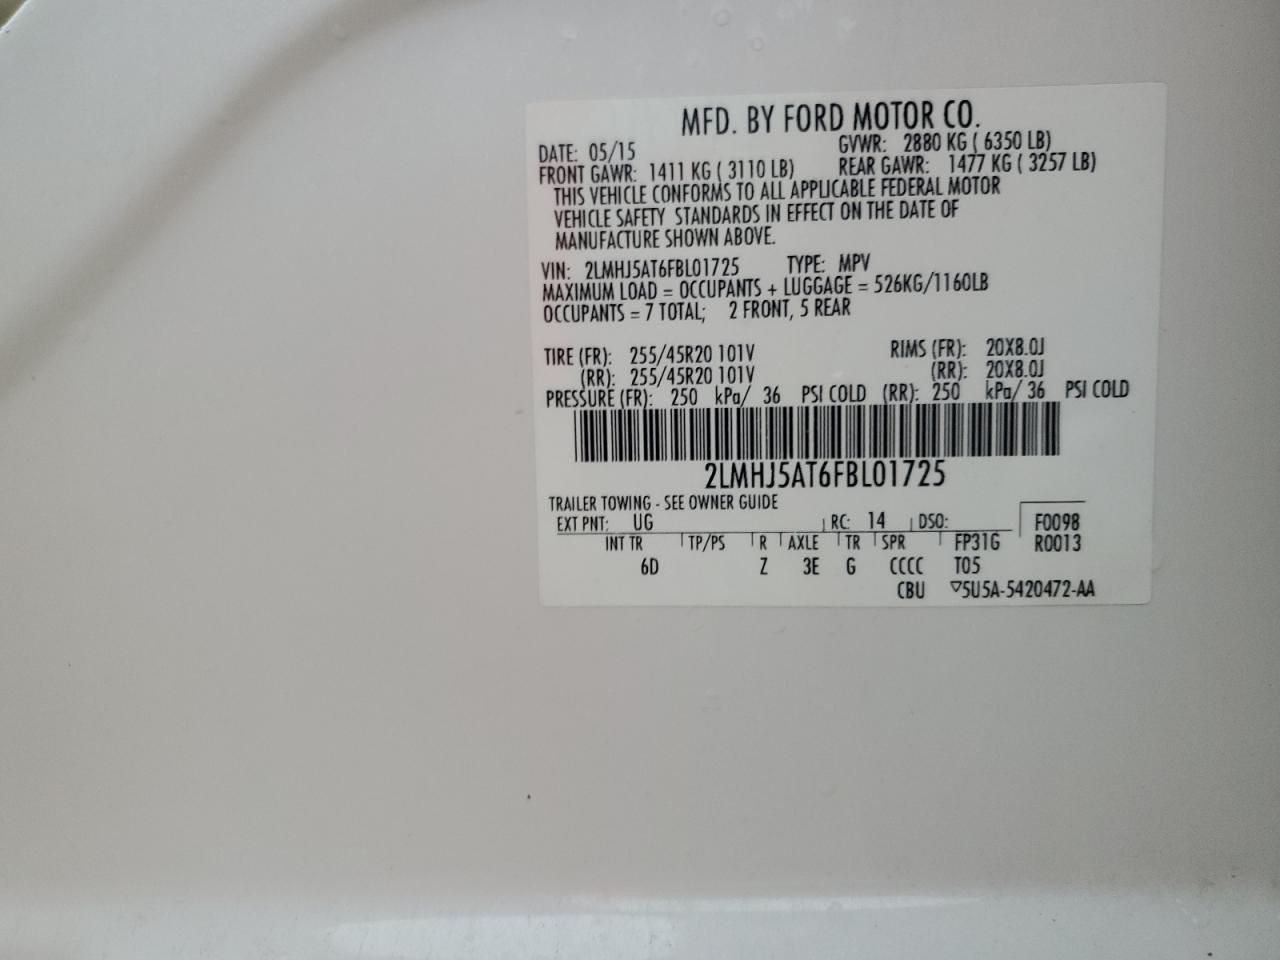 MFD. BY FORD MOTOR CO.
DATE: 05/15 GVWR: 2880 KG ( 6350 LB)
FRONT GAWR: 1411 KG ( 3110 LB) REAR GAWR: 1477 KG ( 3257 LB)
THIS VEHICLE CONFORMS TO ALL APPLICABLE FEDERAL MOTOR
VEHICLE SAFETY STANDARDS IN EFFECT ON THE DATE OF
MANUFACTURE SHOWN ABOVE.
VIN: 2LMHJ5AT6FBL01725 TYPE: MPV
MAXIMUM LOAD = OCCUPANTS + LUGGAGE = 526KG/1160LB
OCCUPANTS = 7 TOTAL; 2 FRONT, 5 REAR
TIRE (FR): 255/45R20 101V RIMS (FR): 20X8.0J
(RR): 255/45R20 101V (RR): 20X8.0J
PRESSURE (FR): 250 kPa/ 36 PSI COLD (RR): 250 kPa/ 36 PSI COLD
2LMHJ5AT6FBL01725
TRAILER TOWING - SEE OWNER GUIDE
EXT PNT: UG RC: 14 DSO: F0098
INT TR TP/PS R AXLE TR SPR FP31G R0013
6D Z 3E G CCCC T05
CBU ▽5U5A-5420472-AA